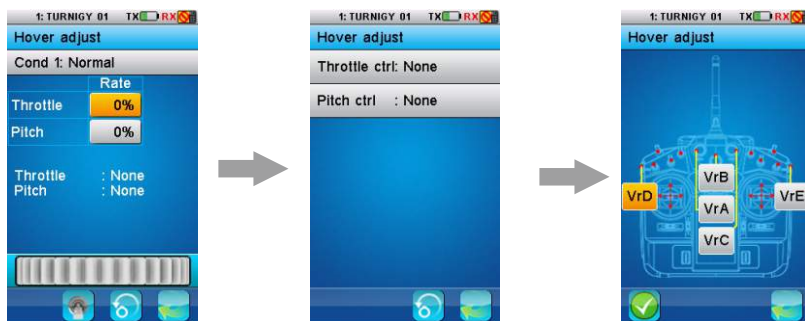 1: TURNIGY 01 TX RX
Hover adjust
Cond 1: Normal
Rate
Throttle 0%
Pitch 0%
Throttle : None
Pitch : None
1: TURNIGY 01 TX RX
Hover adjust
Throttle ctrl: None
Pitch ctrl : None
1: TURNIGY 01 TX RX
Hover adjust
VrB
VrD VrA VrE
VrC